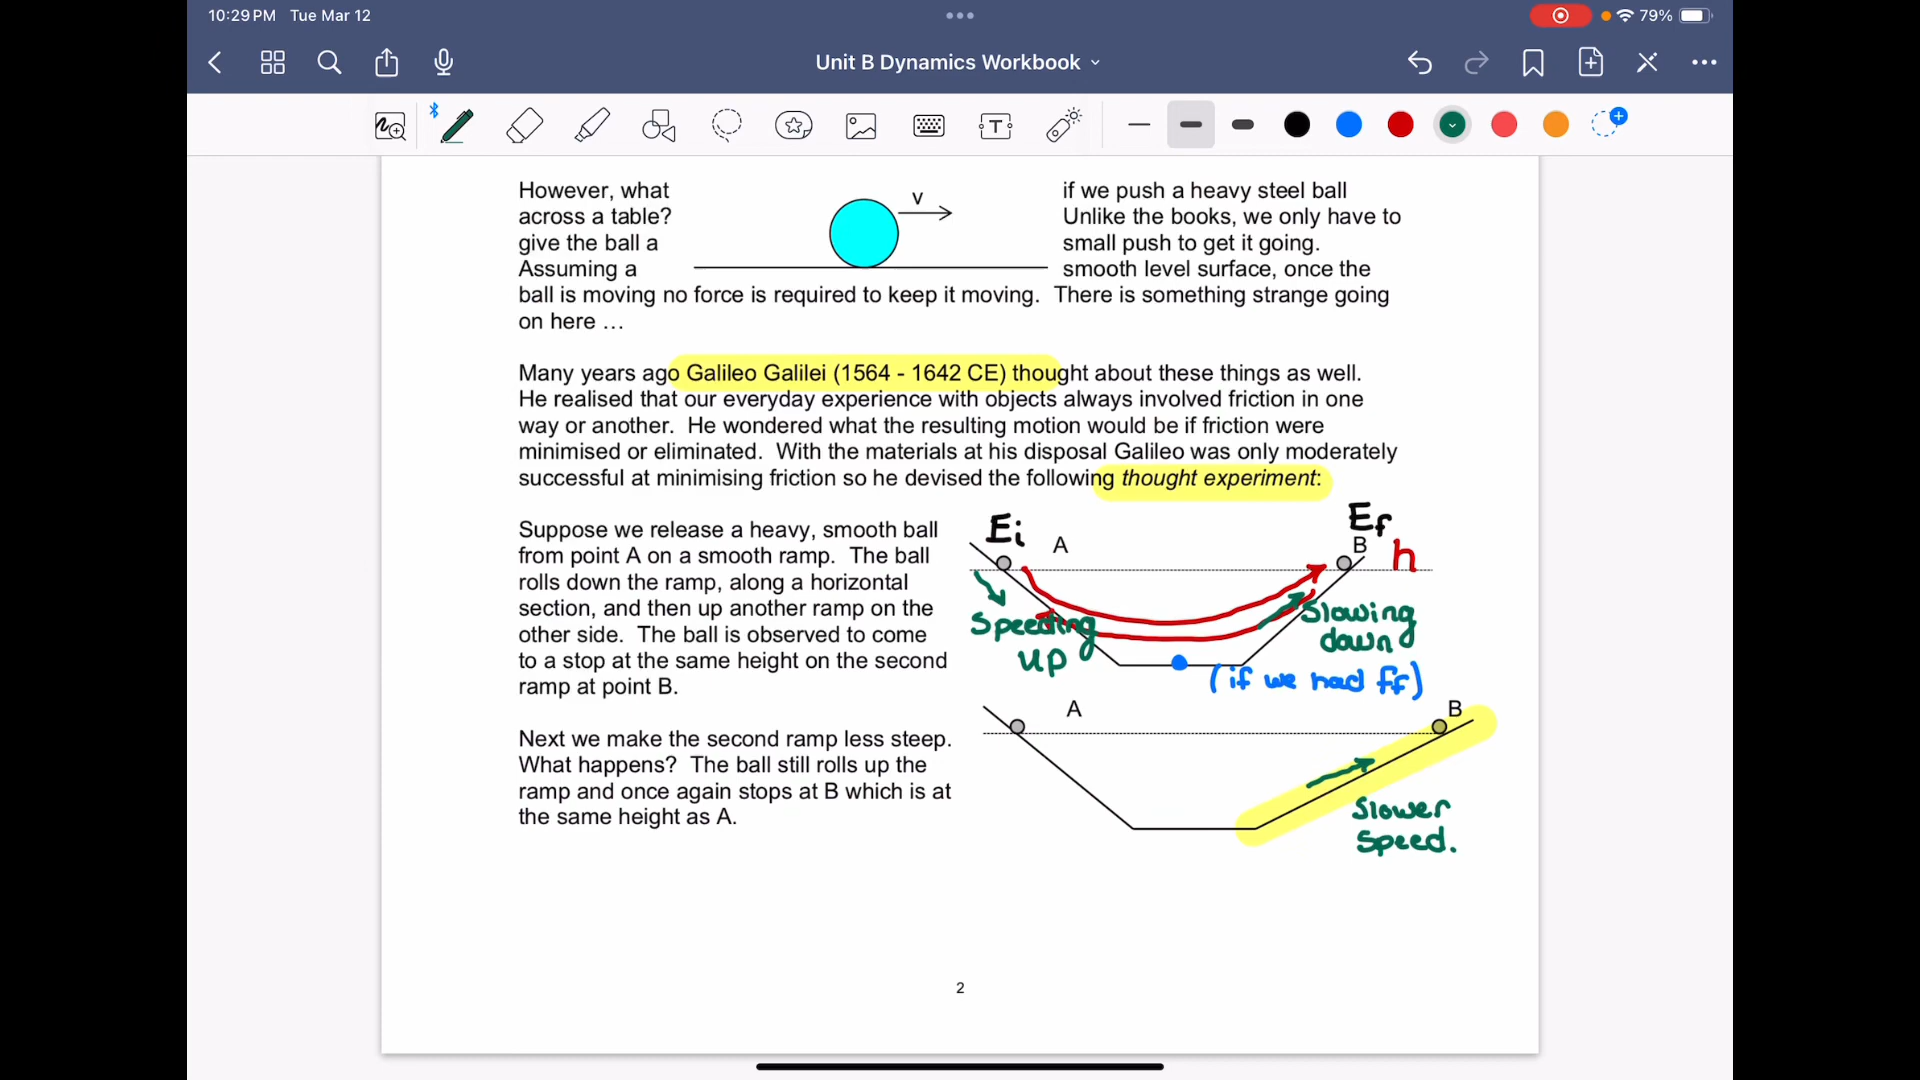 10:29 PM Tue Mar 12
79%
Unit B Dynamics Workbook
T
However, what if we push a heavy steel ball
across a table? Unlike the books, we only have to
give the ball a small push to get it going.
Assuming a smooth level surface, once the
v
ball is moving no force is required to keep it moving. There is something strange going
on here …
Many years ago Galileo Galilei (1564 - 1642 CE) thought about these things as well.
He realised that our everyday experience with objects always involved friction in one
way or another. He wondered what the resulting motion would be if friction were
minimised or eliminated. With the materials at his disposal Galileo was only moderately
successful at minimising friction so he devised the following thought experiment:
Suppose we release a heavy, smooth ball
from point A on a smooth ramp. The ball
rolls down the ramp, along a horizontal
section, and then up another ramp on the
other side. The ball is observed to come
to a stop at the same height on the second
ramp at point B.
Ei A Ef
B h
Speeding
up
Slowing
down
(if we had ff)
Next we make the second ramp less steep.
What happens? The ball still rolls up the
ramp and once again stops at B which is at
the same height as A.
A B
Slower
Speed.
2